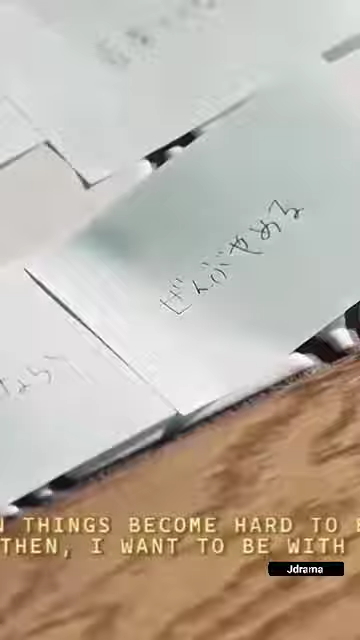 ぜんぶやめる
THINGS BECOME HARD TO
THEN, I WANT TO BE WITH
Jdrama